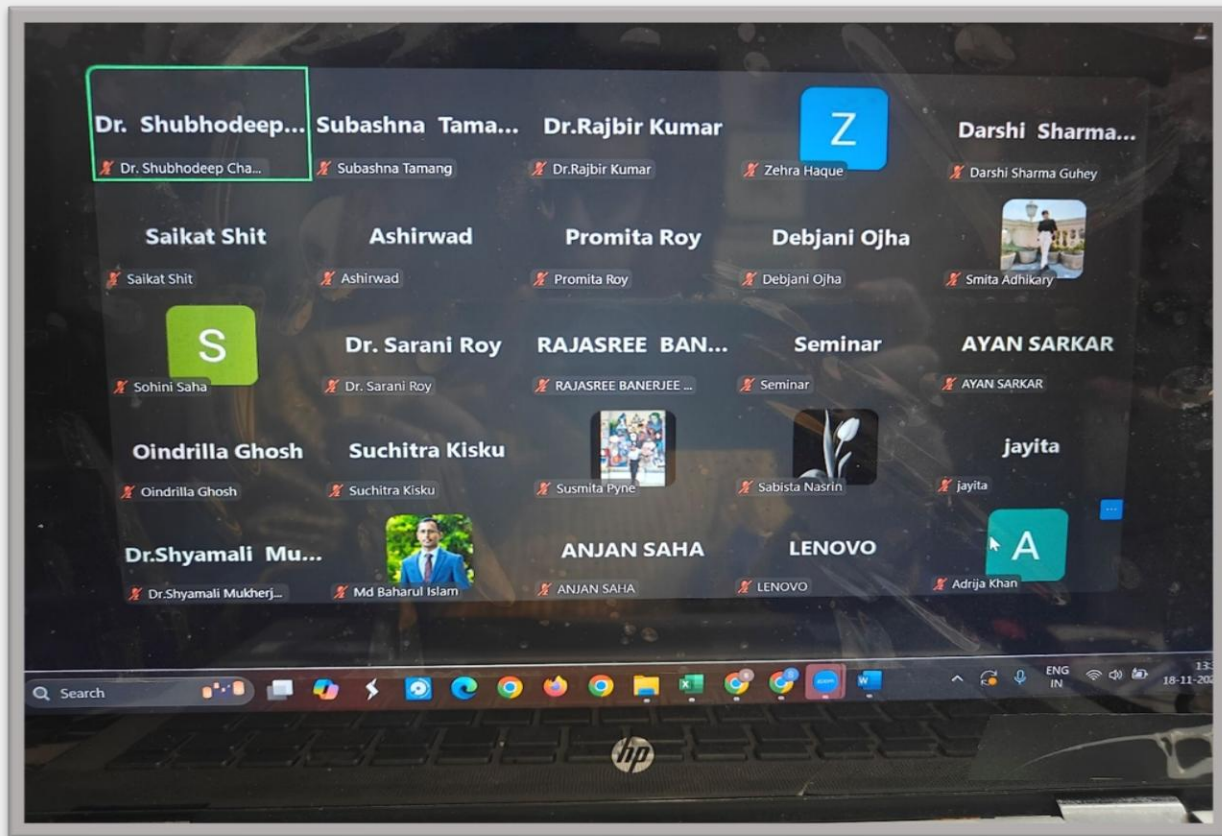 Dr. Shubhodeep... Subashna Tama... Dr.Rajbir Kumar Z Darshi Sharma...
Dr. Shubhodeep Cha... Subashna Tamang Dr.Rajbir Kumar Zehra Haque Darshi Sharma Guhey
Saikat Shit Ashirwad Promita Roy Debjani Ojha
Saikat Shit Ashirwad Promita Roy Debjani Ojha Smita Adhikary
S Dr. Sarani Roy RAJASREE BAN... Seminar AYAN SARKAR
Sohini Saha Dr. Sarani Roy RAJASREE BANERJEE ... Seminar AYAN SARKAR
Oindrilla Ghosh Suchitra Kisku jayita
Oindrilla Ghosh Suchitra Kisku Susmita Pyne Sabista Nasrin jayita
Dr.Shyamali Mu... ANJAN SAHA LENOVO A
Dr.Shyamali Mukherj... Md Baharul Islam ANJAN SAHA LENOVO Adrija Khan
Search zoom W ENG 13:
IN 18-11-202
hp